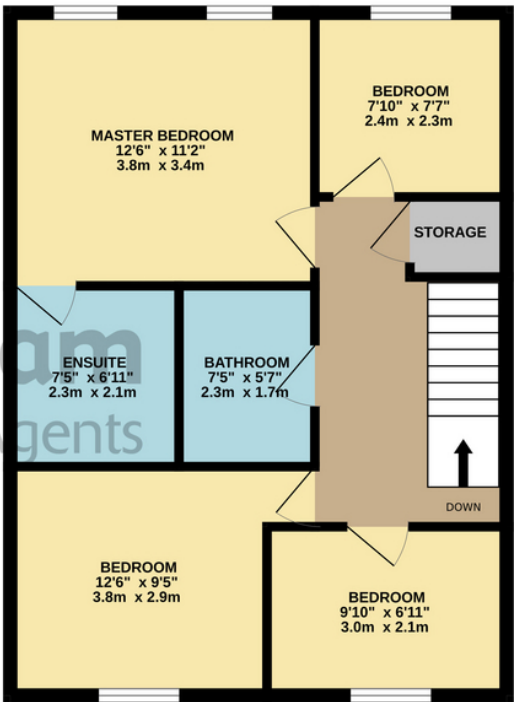 MASTER BEDROOM
12'6" x 11'2"
3.8m x 3.4m
BEDROOM
7'10" x 7'7"
2.4m x 2.3m
STORAGE
ENSUITE
7'5" x 6'11"
2.3m x 2.1m
BATHROOM
7'5" x 5'7"
2.3m x 1.7m
am
gents
DOWN
BEDROOM
12'6" x 9'5"
3.8m x 2.9m
BEDROOM
9'10" x 6'11"
3.0m x 2.1m